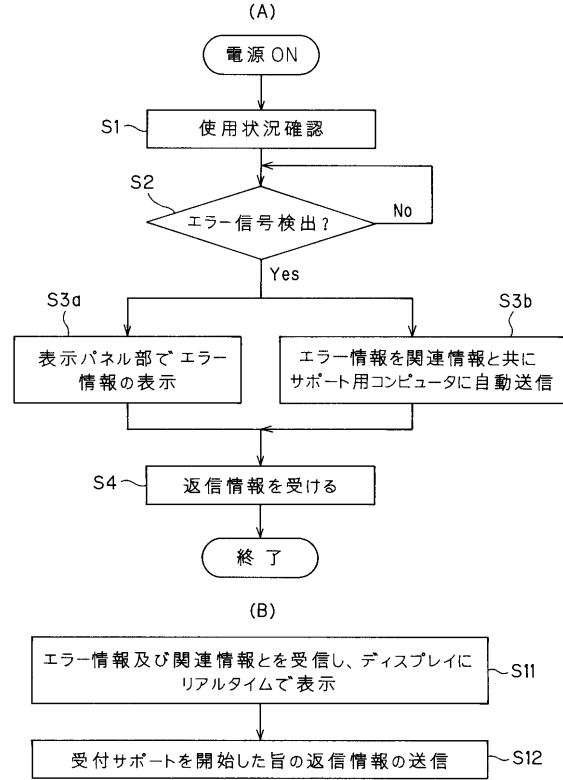 (A)
電源ON
S1
使用状況確認
S2
エラー信号検出?
No
Yes
S3a
S3b
表示パネル部でエラー
情報の表示
エラー情報を関連情報と共に
サポート用コンピュータに自動送信
S4
返信情報を受ける
終了
(B)
エラー情報及び関連情報とを受信し、ディスプレイに
リアルタイムで表示
S11
受付サポートを開始した旨の返信情報の送信
S12